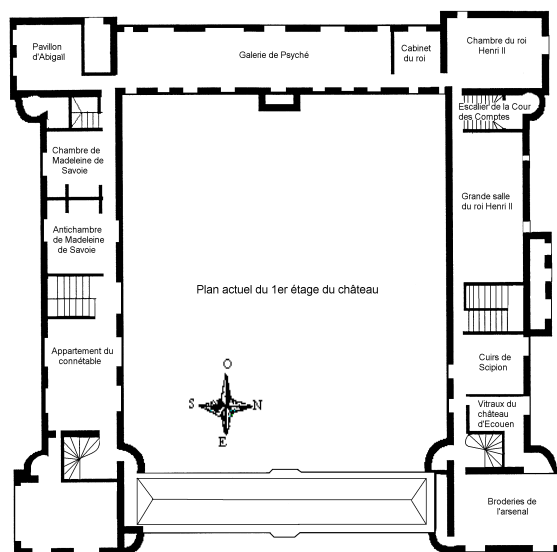 Pavillon
d'Abigaïl
Galerie de Psyché
Cabinet
du roi
Chambre du roi
Henri II
Escalier de la Cour
des Comptes
Chambre de
Madeleine de
Savoie
Grande salle
du roi Henri II
Antichambre
de Madeleine
de Savoie
Plan actuel du 1er étage du château
Appartement du
connétable
Cuirs de
Scipion
O
S
N
E
Vitraux du
château
d'Ecouen
Broderies de
l'arsenal